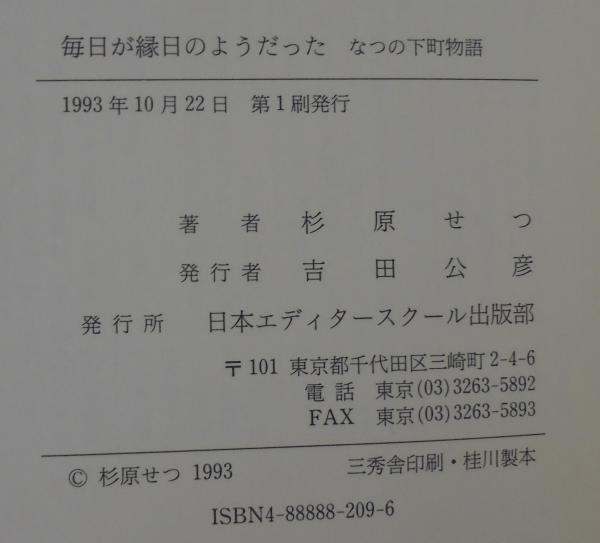 毎日が縁日のようだった なつの下町物語
1993年10月22日 第1刷発行
著者 杉原せつ
発行者 吉田公彦
発行所 日本エディタースクール出版部
〒101 東京都千代田区三崎町2-4-6
電話 東京(03)3263-5892
FAX 東京(03)3263-5893
© 杉原せつ 1993 三秀舎印刷・桂川製本
ISBN4-88888-209-6